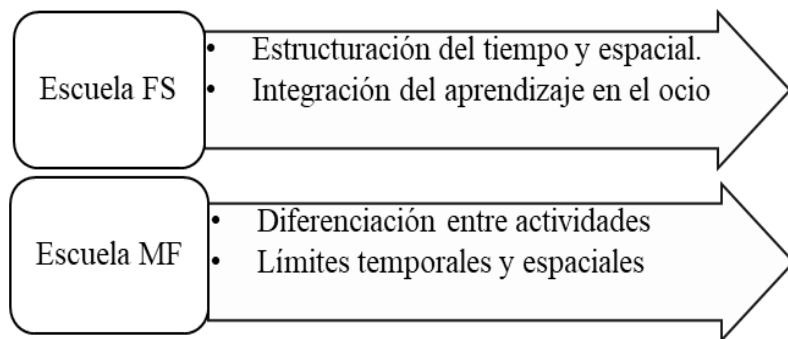 Escuela FS
• Estructuración del tiempo y espacial.
• Integración del aprendizaje en el ocio
Escuela MF
• Diferenciación entre actividades
• Límites temporales y espaciales